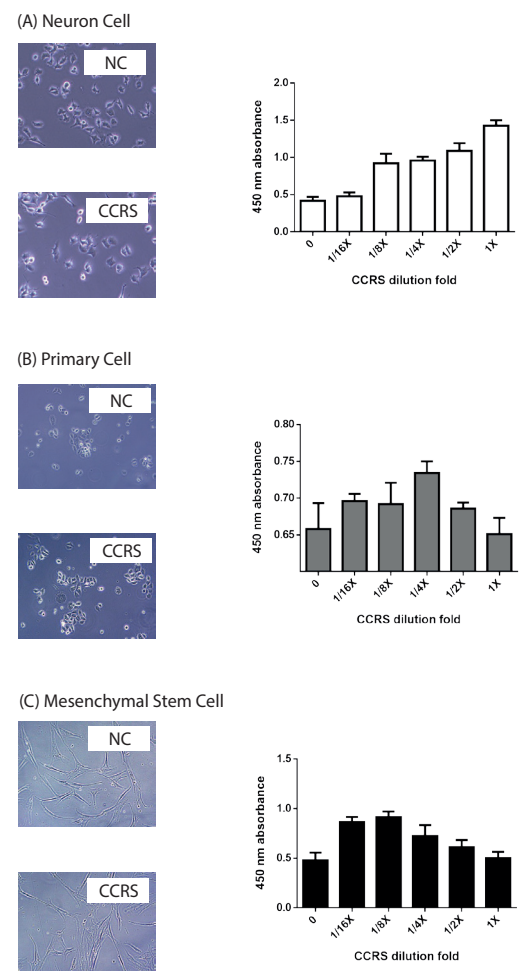 (A) Neuron Cell
NC
CCRS
450 nm absorbance
2.0
1.5
1.0
0.5
0.0
0
1/16X
1/8X
1/4X
1/2X
1X
CCRS dilution fold
(B) Primary Cell
NC
CCRS
450 nm absorbance
0.80
0.75
0.70
0.65
0
1/16X
1/8X
1/4X
1/2X
1X
CCRS dilution fold
(C) Mesenchymal Stem Cell
NC
CCRS
450 nm absorbance
1.5
1.0
0.5
0.0
0
1/16X
1/8X
1/4X
1/2X
1X
CCRS dilution fold